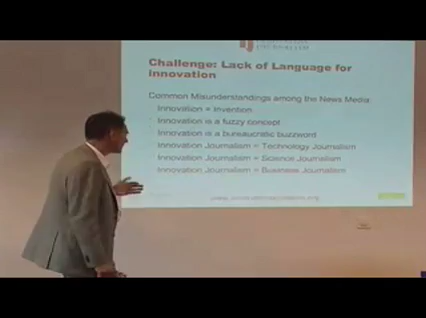 JOURNALISM
Challenge: Lack of Language for
Innovation
Common Misunderstandings among the News Media:
Innovation = Invention
Innovation is a fuzzy concept
Innovation is a bureaucratic buzzword
Innovation Journalism = Technology Journalism
Innovation Journalism = Science Journalism
Innovation Journalism = Business Journalism